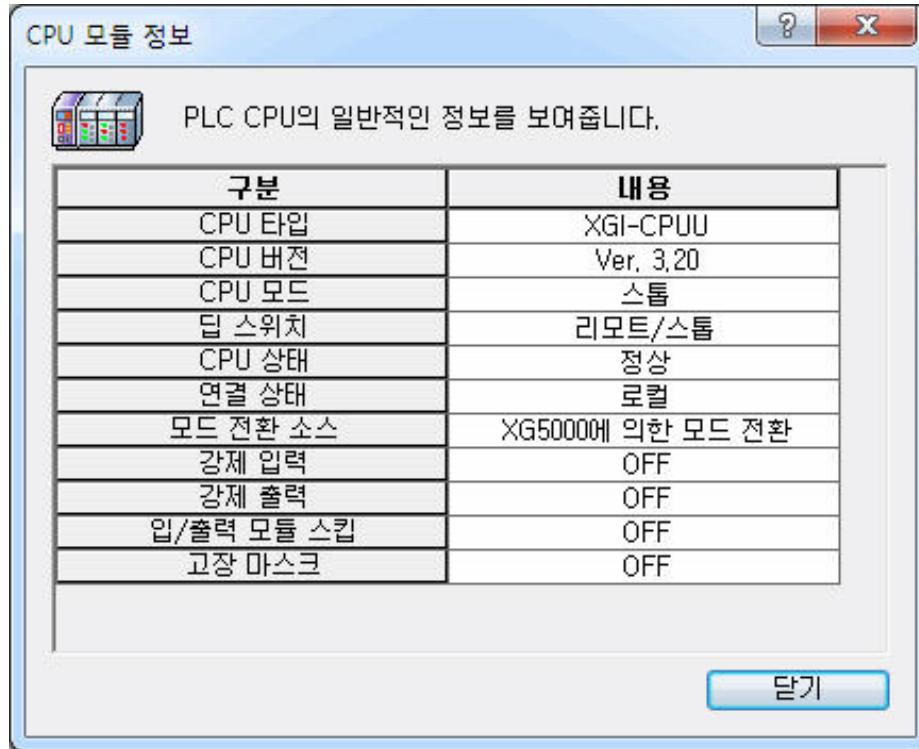 CPU 모듈 정보
PLC CPU의 일반적인 정보를 보여줍니다.
구분 내용
CPU 타입 XGI-CPUU
CPU 버전 Ver. 3.20
CPU 모드 스톱
딥 스위치 리모트/스톱
CPU 상태 정상
연결 상태 로컬
모드 전환 소스 XG5000에 의한 모드 전환
강제 입력 OFF
강제 출력 OFF
입/출력 모듈 스킵 OFF
고장 마스크 OFF
닫기